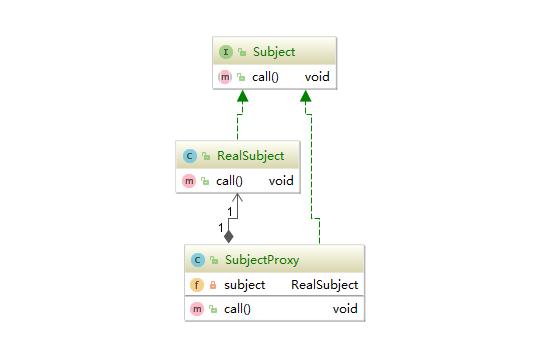 I Subject
m call() void
C RealSubject
m call() void
1
1
C SubjectProxy
f subject RealSubject
m call() void